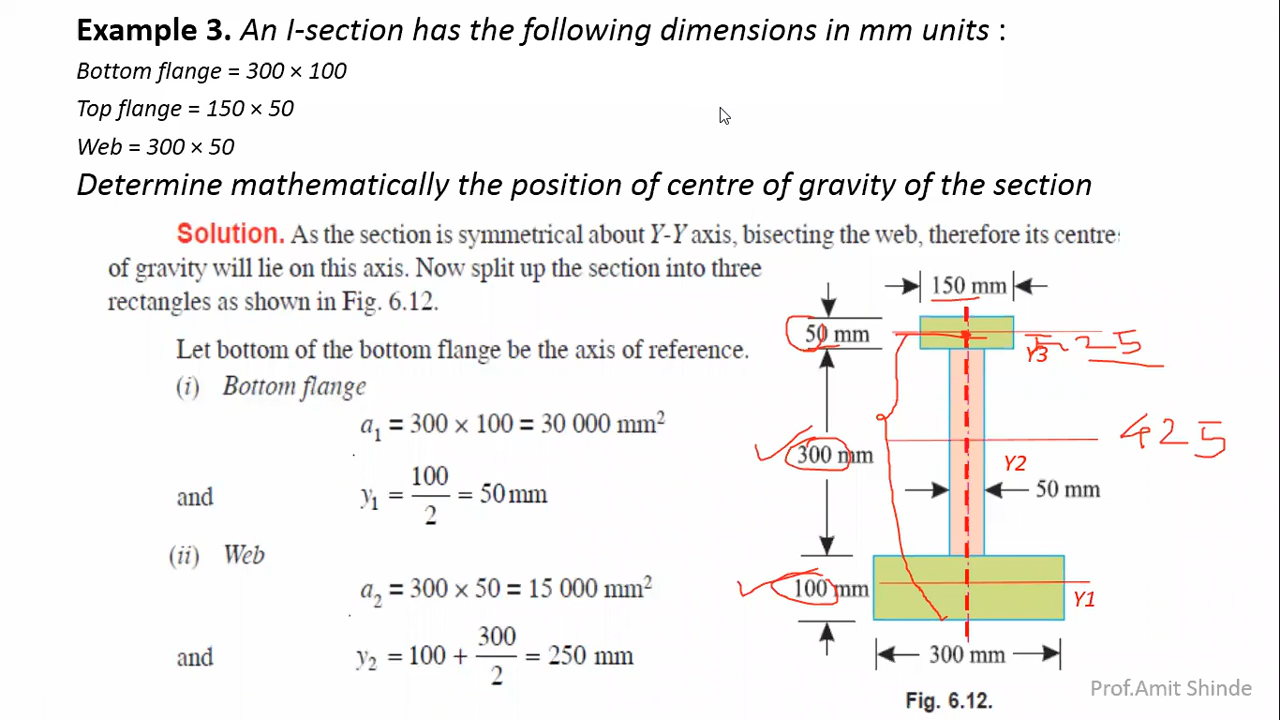 Example 3. An I-section has the following dimensions in mm units :
Bottom flange = 300 × 100
Top flange = 150 × 50
Web = 300 × 50
Determine mathematically the position of centre of gravity of the section
Solution. As the section is symmetrical about Y-Y axis, bisecting the web, therefore its centre
of gravity will lie on this axis. Now split up the section into three
rectangles as shown in Fig. 6.12.
Let bottom of the bottom flange be the axis of reference.
(i) Bottom flange
a₁ = 300 × 100 = 30 000 mm²
and y₁ = 100/2 = 50 mm
(ii) Web
a₂ = 300 × 50 = 15 000 mm²
and y₂ = 100 + 300/2 = 250 mm
150 mm
50 mm
Y3
25
300 mm
425
Y2
50 mm
100 mm
Y1
300 mm
Fig. 6.12.
Prof.Amit Shinde